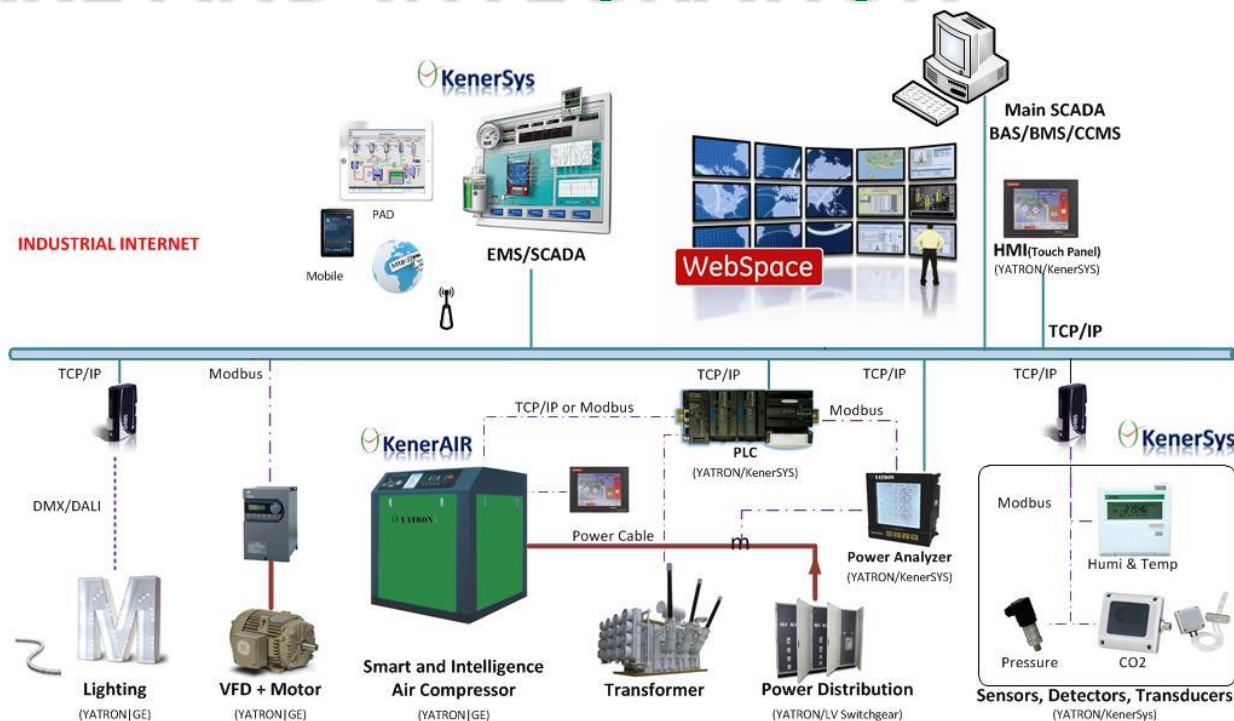 KenerSys
Main SCADA
BAS/BMS/CCMS
PAD
INDUSTRIAL INTERNET
EMS/SCADA
HMI(Touch Panel)
(YATRON/KenerSYS)
WebSpace
Mobile
http://
TCP/IP
TCP/IP
Modbus
TCP/IP
TCP/IP
TCP/IP
TCP/IP or Modbus
Modbus
KenerAIR
PLC
(YATRON/KenerSYS)
KenerSys
DMX/DALI
YATRON
YATRON
Modbus
Power Cable
m
Power Analyzer
(YATRON/KenerSYS)
Humi & Temp
Pressure
CO2
Lighting
(YATRON|GE)
VFD + Motor
(YATRON|GE)
Smart and Intelligence
Air Compressor
(YATRON|GE)
Transformer
Power Distribution
(YATRON/LV Switchgear)
Sensors, Detectors, Transducers
(YATRON/KenerSys)